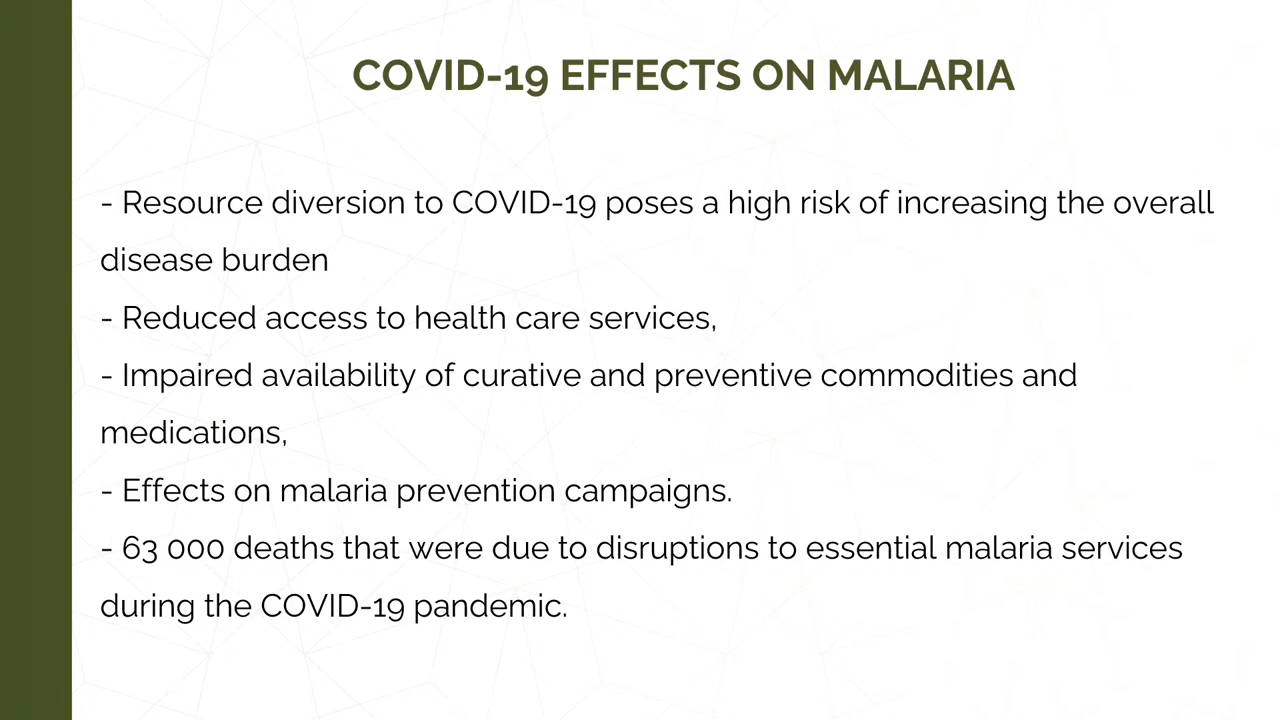 COVID-19 EFFECTS ON MALARIA
- Resource diversion to COVID-19 poses a high risk of increasing the overall
disease burden
- Reduced access to health care services,
- Impaired availability of curative and preventive commodities and
medications,
- Effects on malaria prevention campaigns.
- 63 000 deaths that were due to disruptions to essential malaria services
during the COVID-19 pandemic.